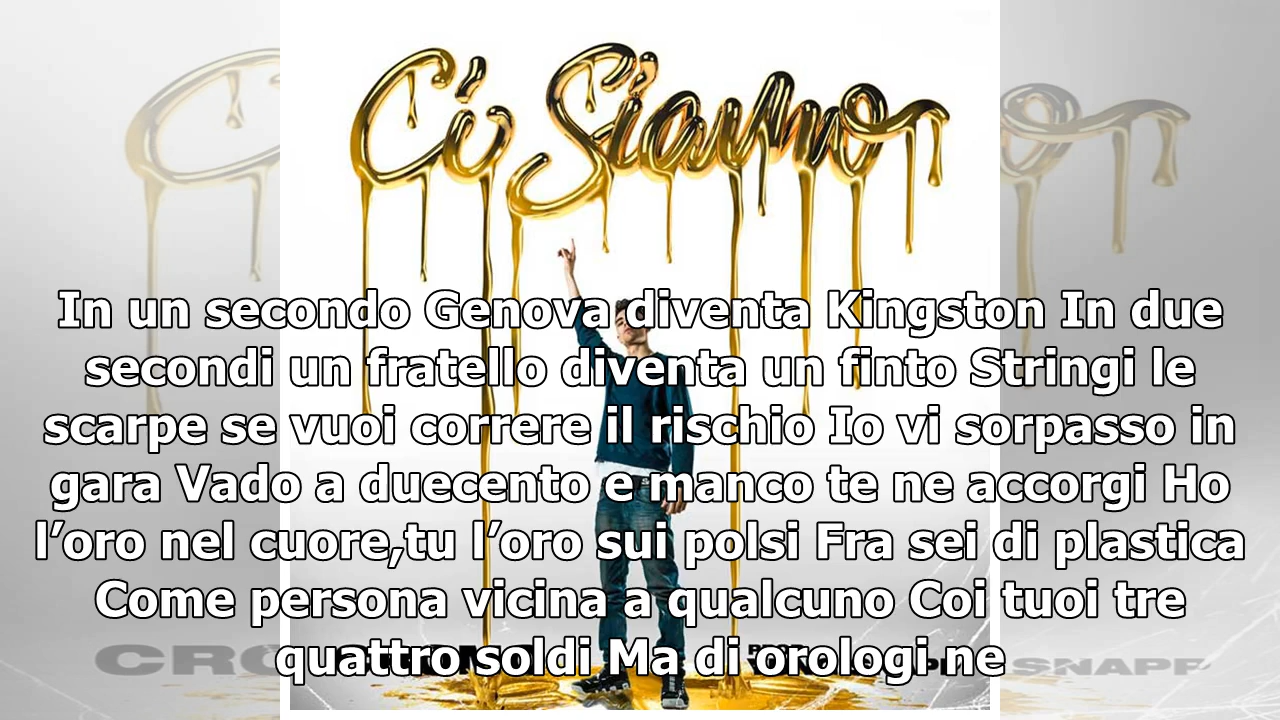 Ci Siamo
In un secondo Genova diventa Kingston In due
secondi un fratello diventa un finto Stringi le
scarpe se vuoi correre il rischio Io vi sorpasso in
gara Vado a duecento e manco te ne accorgi Ho
l’oro nel cuore,tu l’oro sui polsi Fra sei di plastica
Come persona vicina a qualcuno Coi tuoi tre
quattro soldi Ma di orologi ne
SNAPP